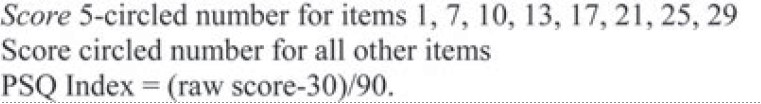 Score 5-circled number for items 1, 7, 10, 13, 17, 21, 25, 29
Score circled number for all other items
PSQ Index = (raw score-30)/90.